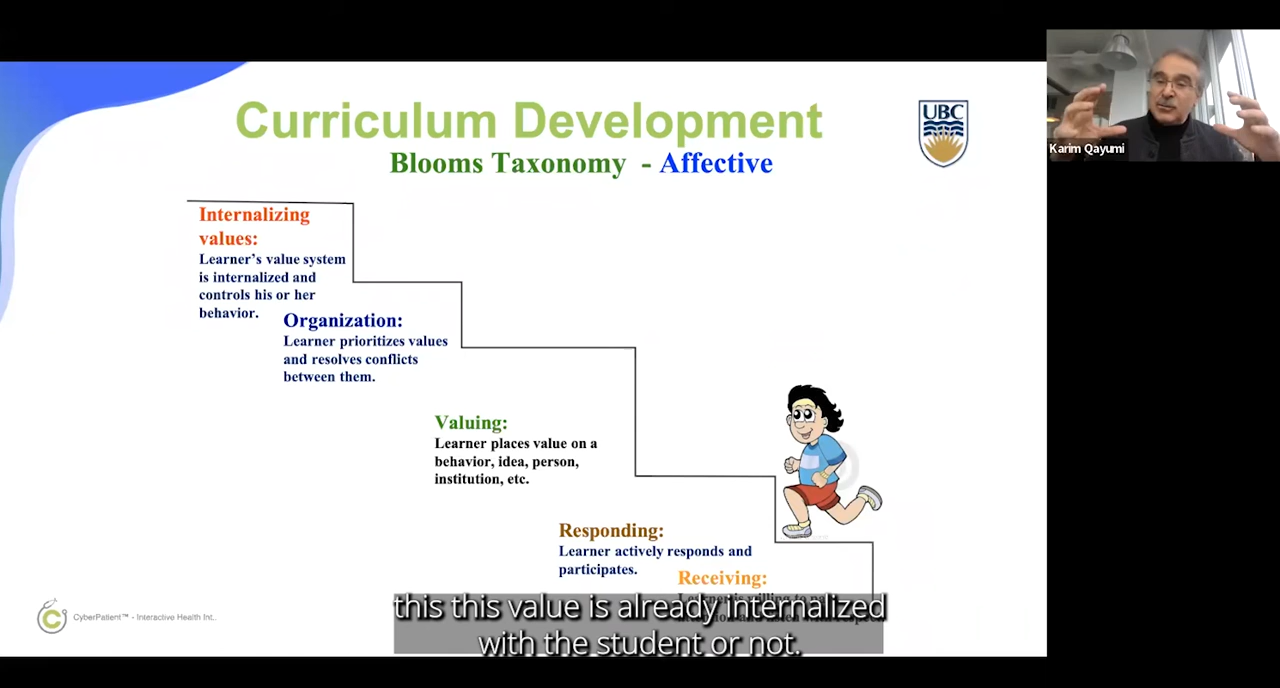 Curriculum Development
Blooms Taxonomy - Affective
UBC
Karim Qayumi
Internalizing
values:
Learner's value system
is internalized and
controls his or her
behavior.
Organization:
Learner prioritizes values
and resolves conflicts
between them.
Valuing:
Learner places value on a
behavior, idea, person,
institution, etc.
Responding:
Learner actively responds and
participates.
Receiving:
this this value is already internalized
with the student or not.
C
CyberPatient™ - Interactive Health Int..